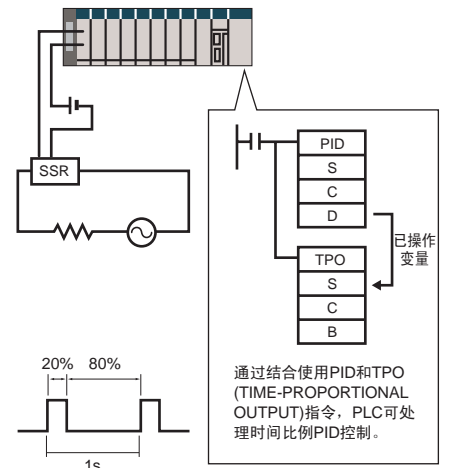 SSR
PID
S
C
D
已操作
变量
TPO
S
C
B
20% 80%
1s
通过结合使用PID和TPO
(TIME-PROPORTIONAL
OUTPUT)指令，PLC可处
理时间比例PID控制。